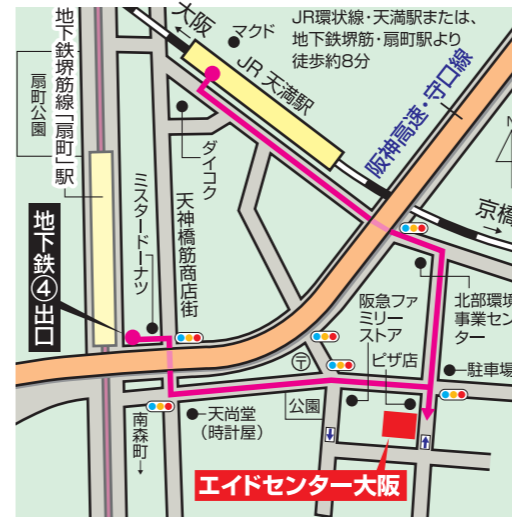 JR環状線・天満駅または、
地下鉄堺筋・扇町駅より
徒歩約8分
大阪
マクド
JR 天満駅
地下鉄堺筋線「扇町」駅
扇町公園
阪神高速・守口線
ダイコク
京橋
ミスタードーナツ
天神橋筋商店街
地下鉄④出口
阪急ファ
ミリー
ストア
北部環境
事業セン
ター
ピザ店
駐車場
〒
天尚堂
(時計屋)
公園
南森町
エイドセンター大阪